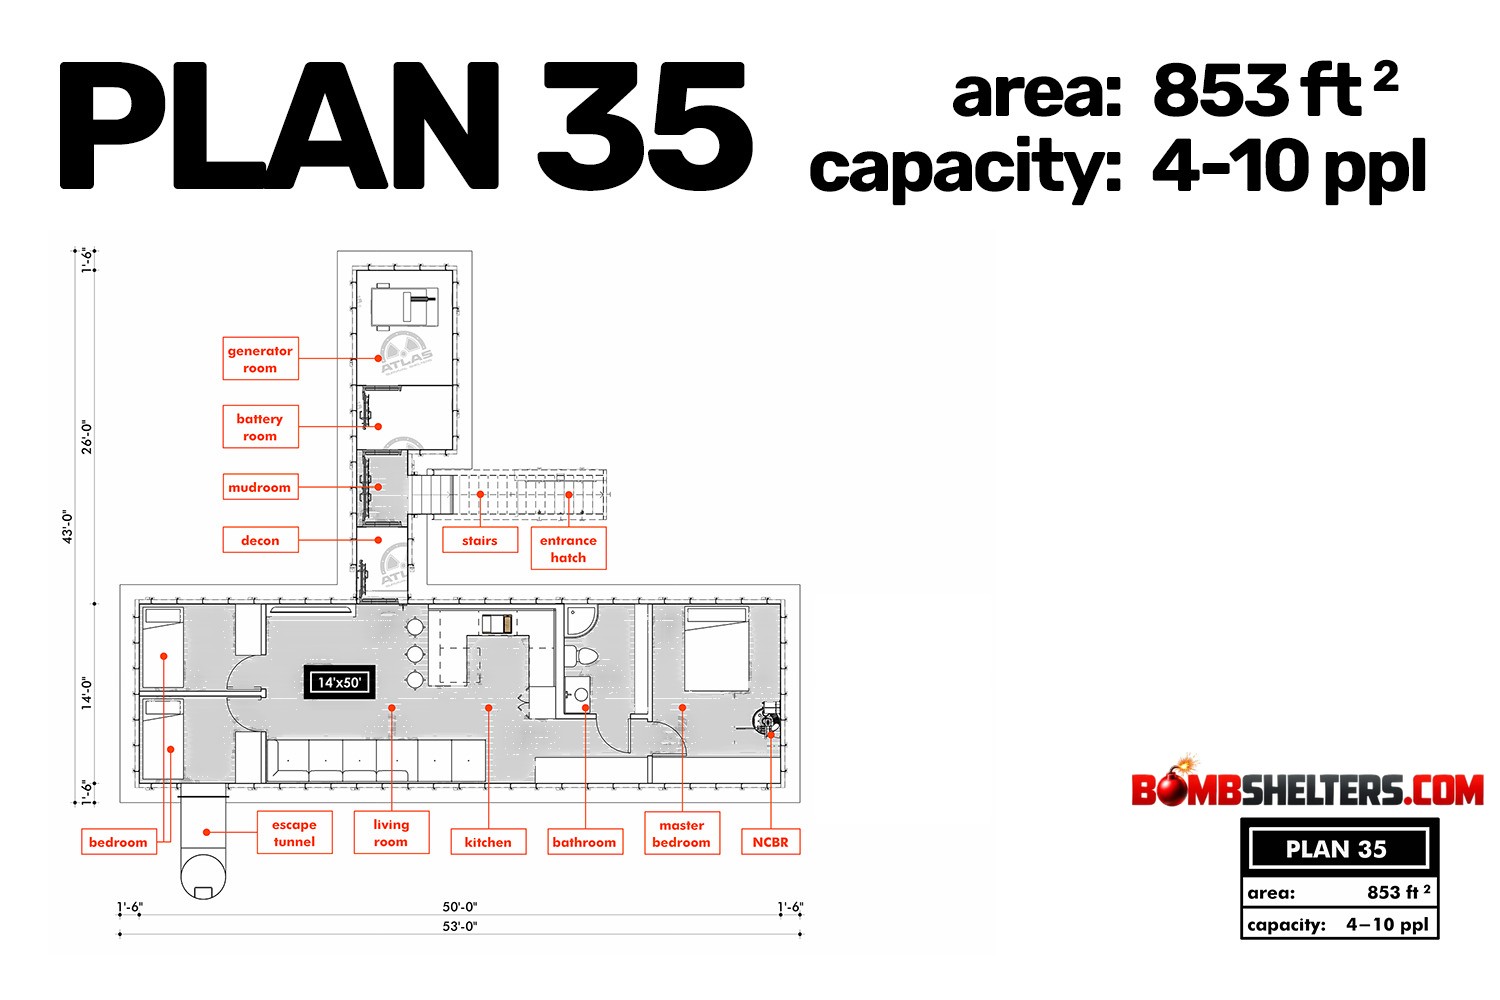 PLAN 35
area: 853 ft 2
capacity: 4-10 ppl
1'-6"
26'-0"
43'-0"
14'-0"
1'-6"
generator
room
battery
room
mudroom
decon
stairs
entrance
hatch
ATLAS
ATL
14'x50'
bedroom
escape
tunnel
living
room
kitchen
bathroom
master
bedroom
NCBR
1'-6"
50'-0"
1'-6"
53'-0"
BOMBSHELTERS.COM
PLAN 35
area: 853 ft 2
capacity: 4–10 ppl